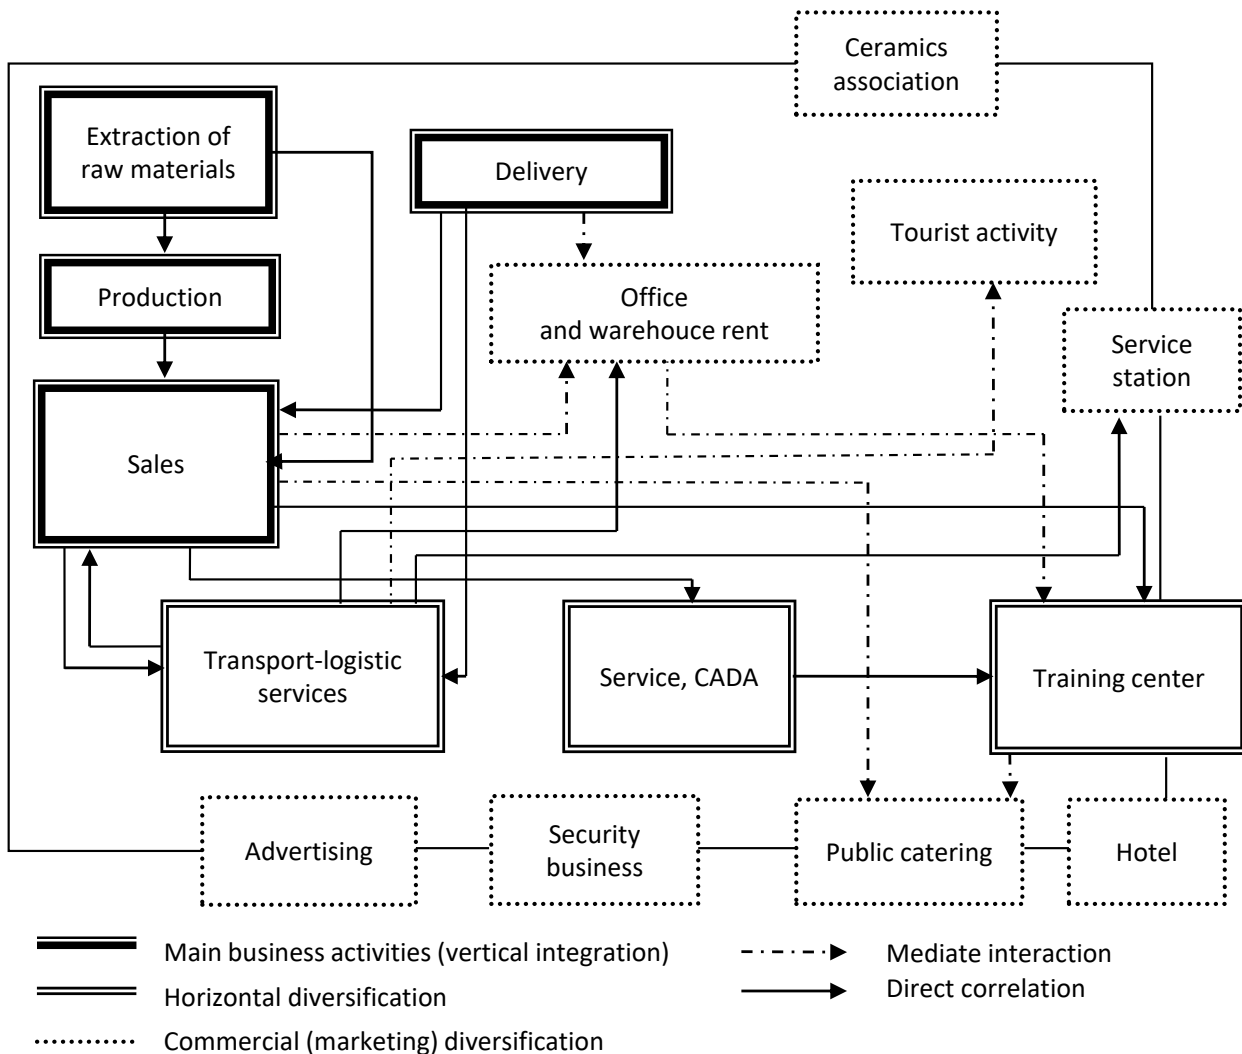 Ceramics
association
Extraction of
raw materials
Delivery
Tourist activity
Production
Office
and warehouce rent
Service
station
Sales
Transport-logistic
services
Service, CADA
Training center
Advertising
Security
business
Public catering
Hotel
Main business activities (vertical integration)
Mediate interaction
Horizontal diversification
Direct correlation
Commercial (marketing) diversification